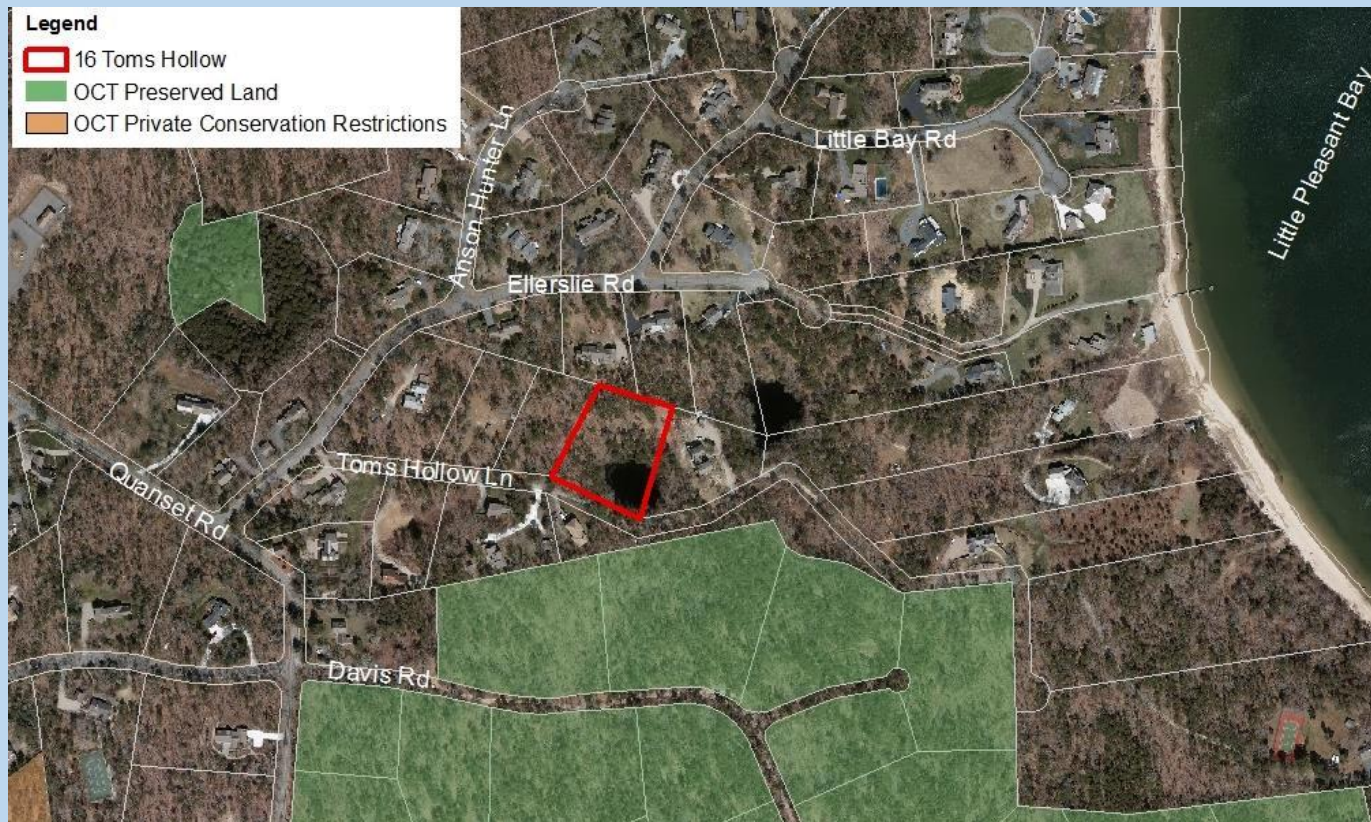 Legend
16 Toms Hollow
OCT Preserved Land
OCT Private Conservation Restrictions
Little Bay Rd
Anson Hunter Ln
Little Pleasant Bay
Ellerslie Rd
Toms Hollow Ln
Quanset Rd
Davis Rd